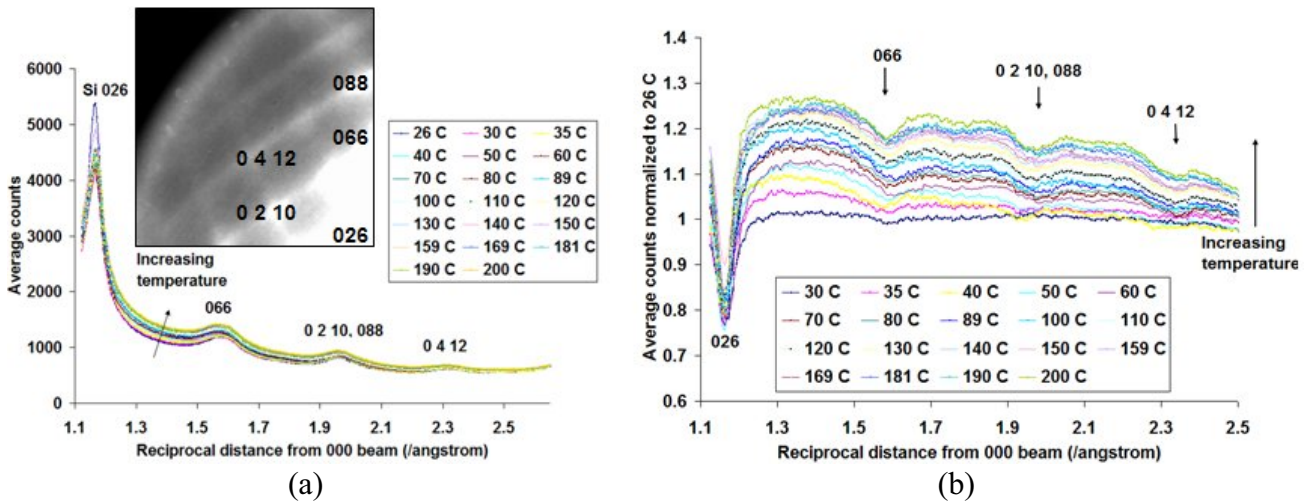 6000
5000
4000
3000
2000
1000
0
Average counts
Si 026
088
066
0 4 12
0 2 10
026
Increasing
temperature
066
0 2 10, 088
0 4 12
26 C 30 C 35 C
40 C 50 C 60 C
70 C 80 C 89 C
100 C 110 C 120 C
130 C 140 C 150 C
159 C 169 C 181 C
190 C 200 C
1.1 1.3 1.5 1.7 1.9 2.1 2.3 2.5
Reciprocal distance from 000 beam (/angstrom)
(a)
1.4
1.3
1.2
1.1
1
0.9
0.8
0.7
0.6
Average counts normalized to 26 C
066
0 2 10, 088
0 4 12
Increasing
temperature
026
30 C 35 C 40 C 50 C 60 C
70 C 80 C 89 C 100 C 110 C
120 C 130 C 140 C 150 C 159 C
169 C 181 C 190 C 200 C
1.1 1.3 1.5 1.7 1.9 2.1 2.3 2.5
Reciprocal distance from 000 beam (/angstrom)
(b)